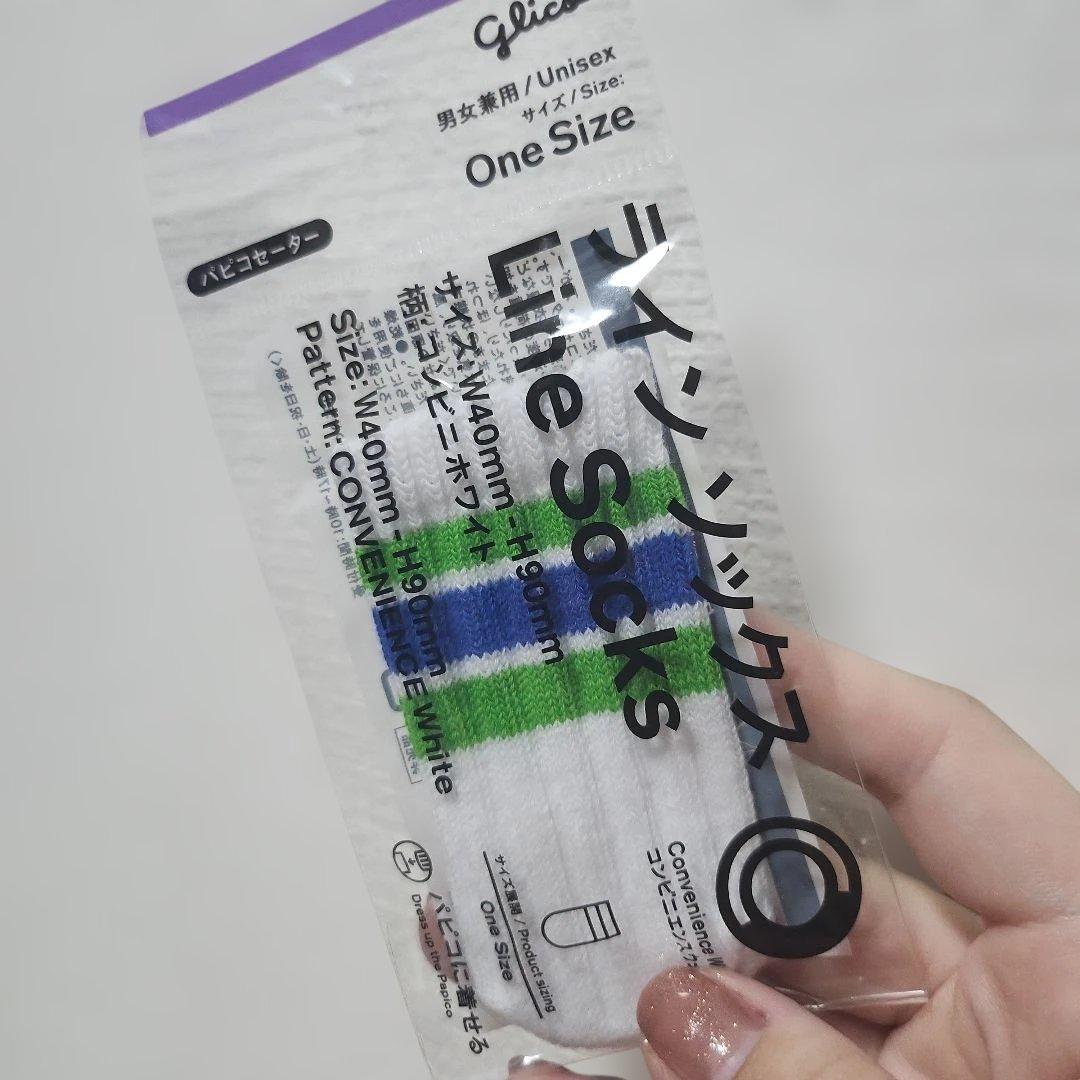 glico
男女兼用/Unisex
サイズ/Size:
One Size
パピコセーター
ライン ソックス
Line Socks
サイズ: W40mm - H90mm
柄: コンビニホワイト
Size: W40mm - H90mm
Pattern: CONVENIENCE White
Convenience W
コンビニエンスウ
サイズ展開 / Product sizing
One Size
パピコに着せる
Dress up the Papico